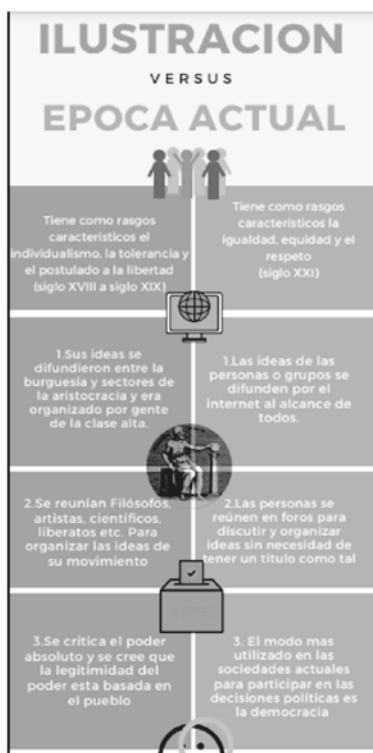 ILUSTRACION
VERSUS
EPOCA ACTUAL
Tiene como rasgos
característicos el
individualismo, la tolerancia y
el postulado a la libertad
(siglo XVIII a siglo XIX)
Tiene como rasgos
característicos la
igualdad, equidad y el
respeto
(siglo XXI)
1.Sus ideas se
difundieron entre la
burguesia y sectores de
la aristocracia y era
organizado por gente
de la clase alta.
1.Las ideas de las
personas o grupos se
difunden por el
internet al alcance de
todos.
2.Se reunían Filósofos,
artistas, científicos,
liberatos etc. Para
organizar las ideas de
su movimiento
2.Las personas se
reúnen en foros para
discutir y organizar
ideas sin necesidad de
tener un titulo como tal
VOTE
3.Se critica el poder
absoluto y se cree que
la legitimidad del
poder esta basada en
el pueblo
3. El modo mas
utilizado en las
sociedades actuales
para participar en las
decisiones políticas es
la democracia